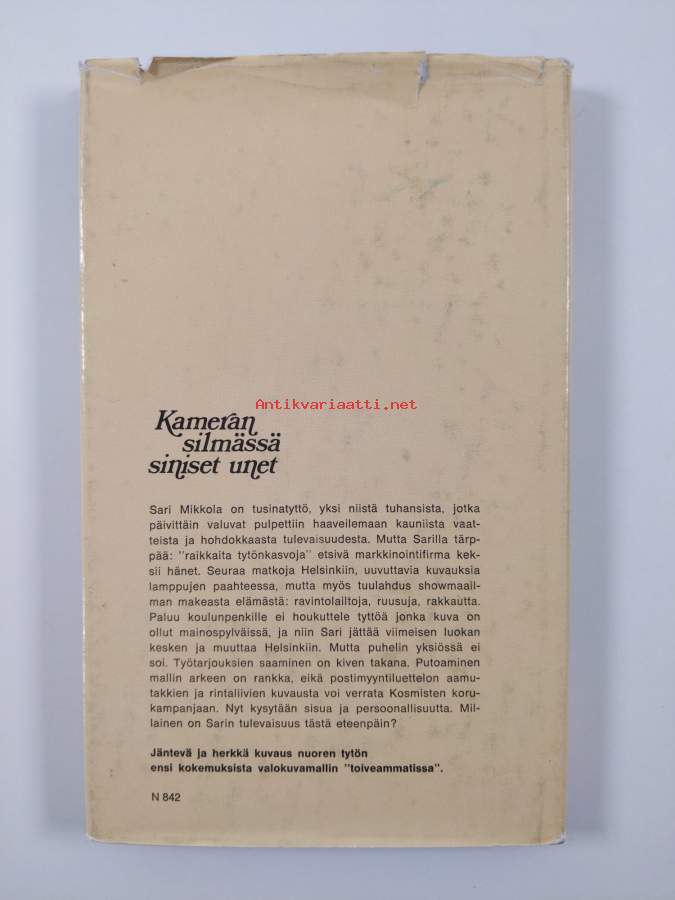 Antikvariaatti.net
Kameran
silmässä
siniset unet
Sari Mikkola on tusinatyttö, yksi niistä tuhansista, jotka
päivittäin valuvat pulpettiin haaveilemaan kauniista vaat-
teista ja hohdokkaasta tulevaisuudesta. Mutta Sarilla tärp-
pää: "raikkaita tytönkasvoja" etsivä markkinointifirma kek-
sii hänet. Seuraa matkoja Helsinkiin, uuvuttavia kuvauksia
lamppujen paahteessa, mutta myös tuulahdus showmaail-
man makeasta elämästä: ravintolailtoja, ruusuja, rakkautta.
Paluu koulunpenkille ei houkuttele tyttöä jonka kuva on
ollut mainospylväissä, ja niin Sari jättää viimeisen luokan
kesken ja muuttaa Helsinkiin. Mutta puhelin yksiössä ei
soi. Työtarjouksien saaminen on kiven takana. Putoaminen
mallin arkeen on rankka, eikä postimyyntiluettelon aamu-
takkien ja rintaliivien kuvausta voi verrata Kosmisten koru-
kampanjaan. Nyt kysytään sisua ja persoonallisuutta. Mil-
lainen on Sarin tulevaisuus tästä eteenpäin?
Jäntevä ja herkkä kuvaus nuoren tytön
ensi kokemuksista valokuvamallin "toiveammatissa".
N 842